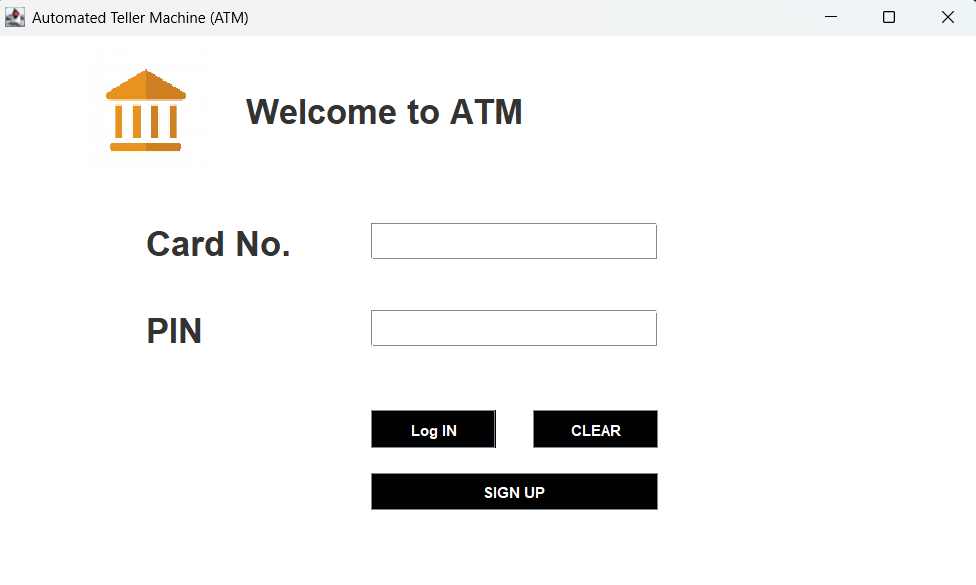 Automated Teller Machine (ATM)
Welcome to ATM
Card No.
PIN
Log IN
CLEAR
SIGN UP